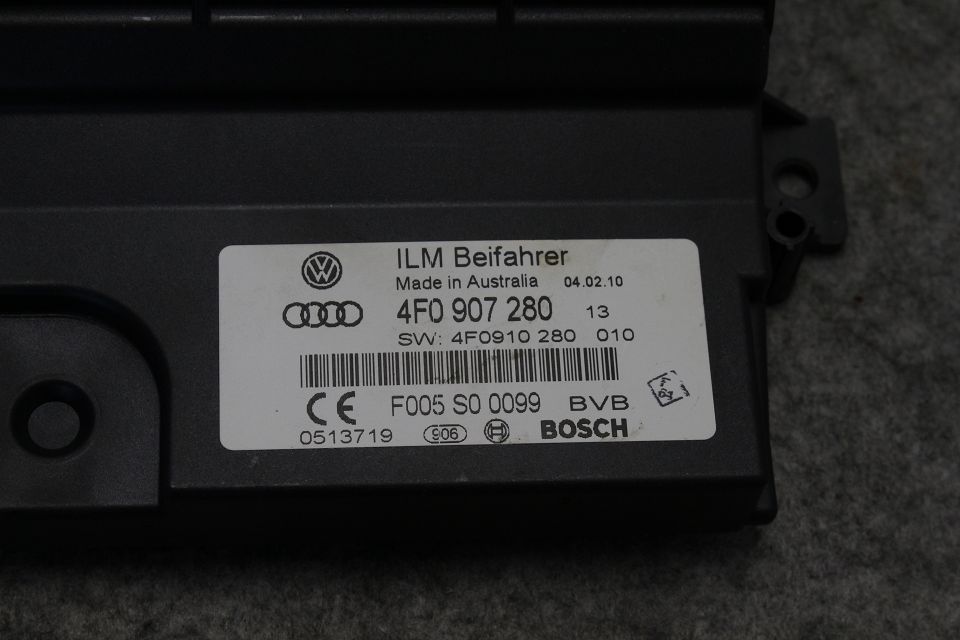 ILM Beifahrer
Made in Australia 04.02.10
4F0 907 280 13
SW: 4F0910 280 010
CE F005 S0 0099 BVB
0513719 906 BOSCH